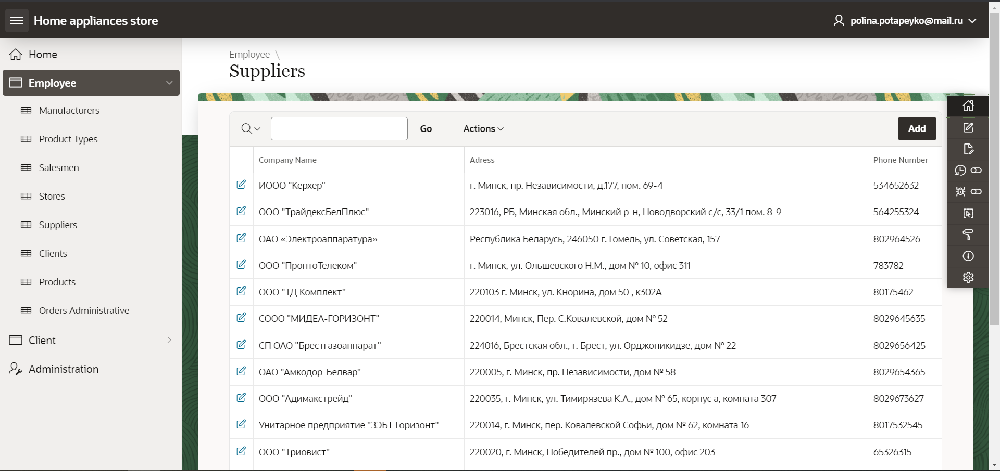 Home appliances store
polina.potapeyko@mail.ru
Home
Employee
Manufacturers
Product Types
Salesmen
Stores
Suppliers
Clients
Products
Orders Administrative
Client
Administration
Employee \
Suppliers
Go
Actions
Add
Company Name Adress Phone Number
ИООО "Керхер" г. Минск, пр. Независимости, д.177, пом. 69-4 534652632
ООО "ТрайдексБелПлюс" 223016, РБ, Минская обл., Минский р-н, Новодворский с/с, 33/1 пом. 8-9 564255324
ОАО «Электроаппаратура» Республика Беларусь, 246050 г. Гомель, ул. Советская, 157 802964526
ООО "ПронтоТелеком" г. Минск, ул. Ольшевского Н.М., дом № 10, офис 311 783782
ООО "ТД Комплект" 220103 г. Минск, ул. Кнорина, дом 50 , к302А 80175462
СООО "МИДЕА-ГОРИЗОНТ" 220014, Минск, Пер. С.Ковалевской, дом № 52 8029645635
СП ОАО "Брестгазоаппарат" 224016, Брестская обл., г. Брест, ул. Орджоникидзе, дом № 22 8029656425
ОАО "Амкодор-Белвар" 220005, г. Минск, пр. Независимости, дом № 58 8029654365
ООО "Адимакстрейд" 220035, г. Минск, ул. Тимирязева К.А., дом № 65, корпус а, комната 307 8029673627
Унитарное предприятие "ЗЭБТ Горизонт" 220014, г. Минск, пер. Ковалевской Софьи, дом № 62, комната 16 8017532545
ООО "Триовист" 220020, г. Минск, Победителей пр., дом № 100, офис 203 65326315